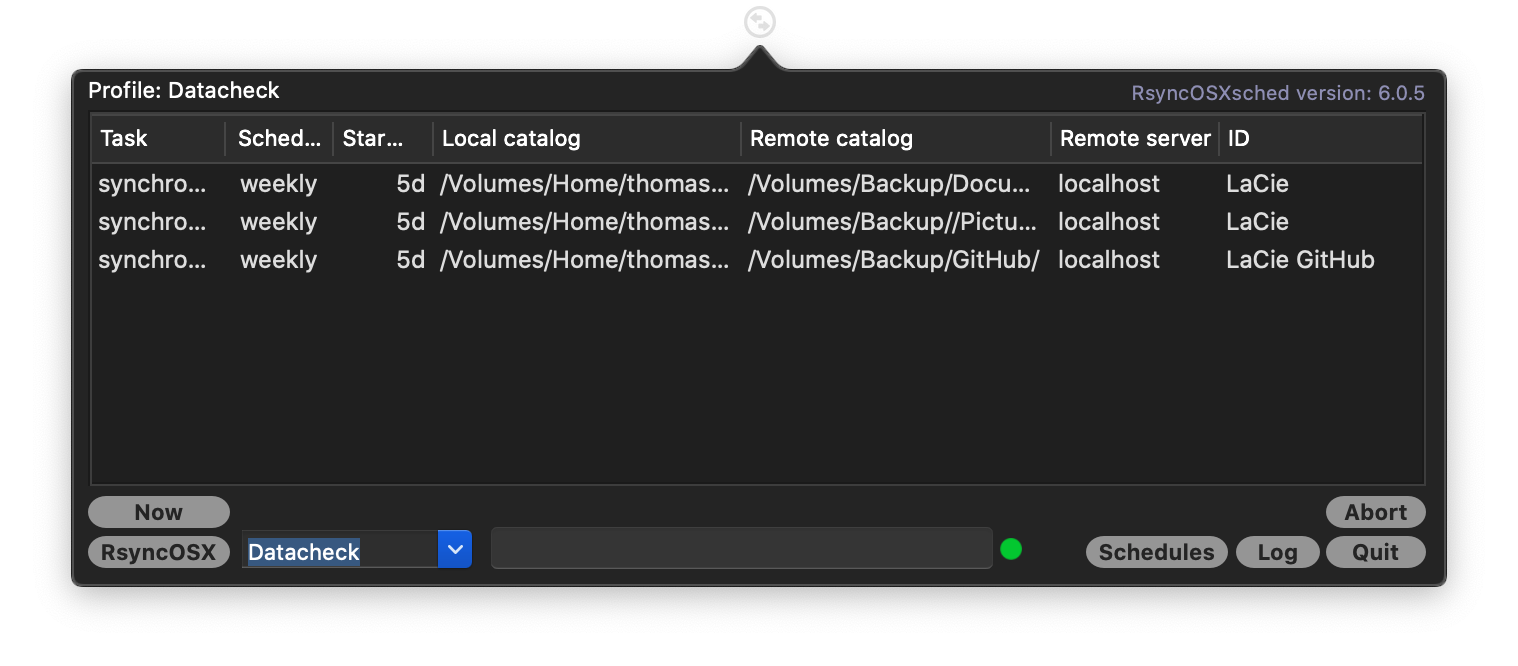 Profile: Datacheck RsyncOSXsched version: 6.0.5
Task Sched... Star... Local catalog Remote catalog Remote server ID
synchro... weekly 5d /Volumes/Home/thomas... /Volumes/Backup/Docu... localhost LaCie
synchro... weekly 5d /Volumes/Home/thomas... /Volumes/Backup//Pictu... localhost LaCie
synchro... weekly 5d /Volumes/Home/thomas... /Volumes/Backup/GitHub/ localhost LaCie GitHub
Now Abort
RsyncOSX Datacheck Schedules Log Quit